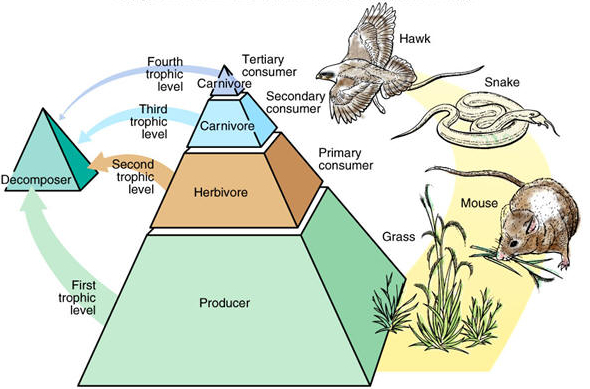 Hawk
Fourth
trophic
level
Tertiary
consumer
Carnivore
Snake
Secondary
consumer
Third
trophic
level
Carnivore
Primary
consumer
Decomposer
Second
trophic
level
Herbivore
Mouse
Grass
First
trophic
level
Producer